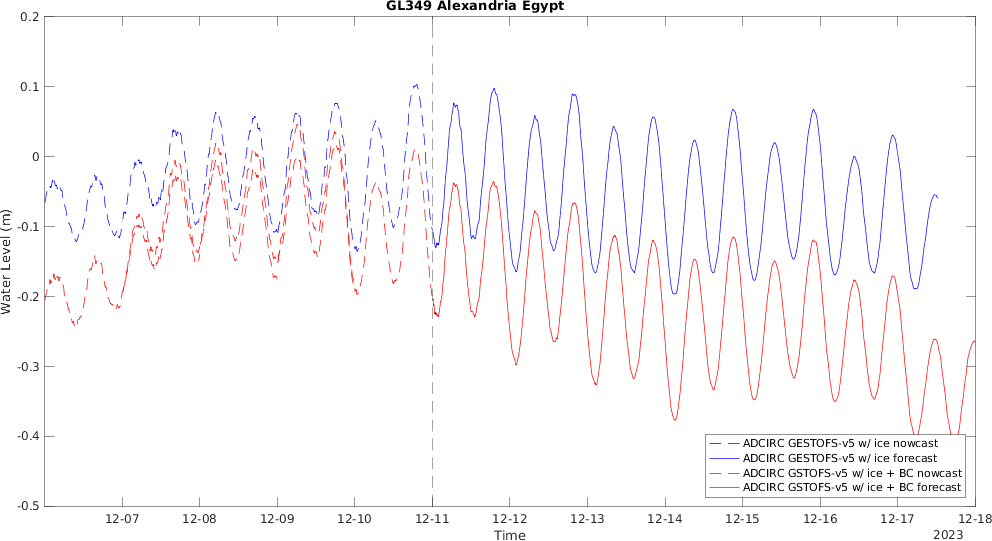 GL349 Alexandria Egypt
0.2
0.1
0
-0.1
-0.2
-0.3
-0.4
-0.5
Water Level (m)
ADCIRC GESTOFS-v5 w/ ice nowcast
ADCIRC GESTOFS-v5 w/ ice forecast
ADCIRC GSTOFS-v5 w/ ice + BC nowcast
ADCIRC GSTOFS-v5 w/ ice + BC forecast
12-07 12-08 12-09 12-10 12-11 12-12 12-13 12-14 12-15 12-16 12-17 12-18
Time
2023